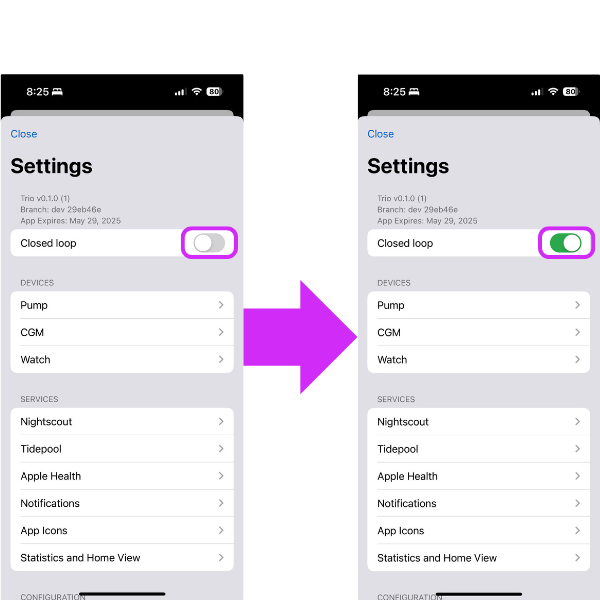 8:25
80
Close
Settings
Trio v0.1.0 (1)
Branch: dev 29eb46e
App Expires: May 29, 2025
Closed loop
DEVICES
Pump
CGM
Watch
SERVICES
Nightscout
Tidepool
Apple Health
Notifications
App Icons
Statistics and Home View
CONFIGURATION
8:25
80
Close
Settings
Trio v0.1.0 (1)
Branch: dev 29eb46e
App Expires: May 29, 2025
Closed loop
DEVICES
Pump
CGM
Watch
SERVICES
Nightscout
Tidepool
Apple Health
Notifications
App Icons
Statistics and Home View
CONFIGURATION